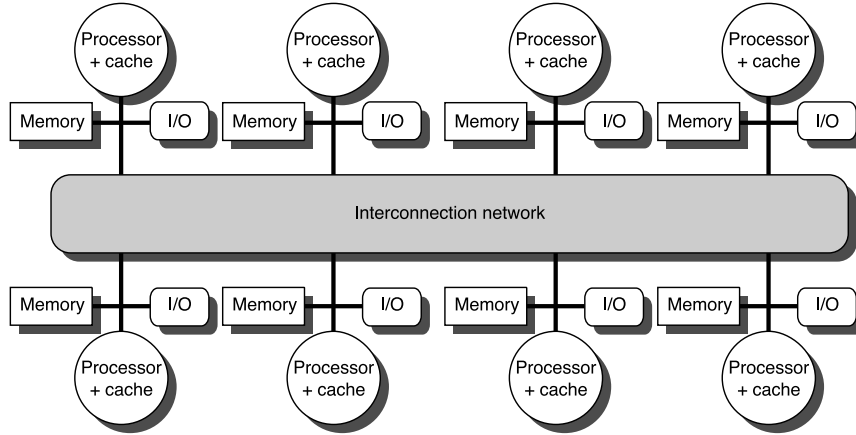 Processor
+ cache
Processor
+ cache
Processor
+ cache
Processor
+ cache
Memory
I/O
Memory
I/O
Memory
I/O
Memory
I/O
Interconnection network
Memory
I/O
Memory
I/O
Memory
I/O
Memory
I/O
Processor
+ cache
Processor
+ cache
Processor
+ cache
Processor
+ cache